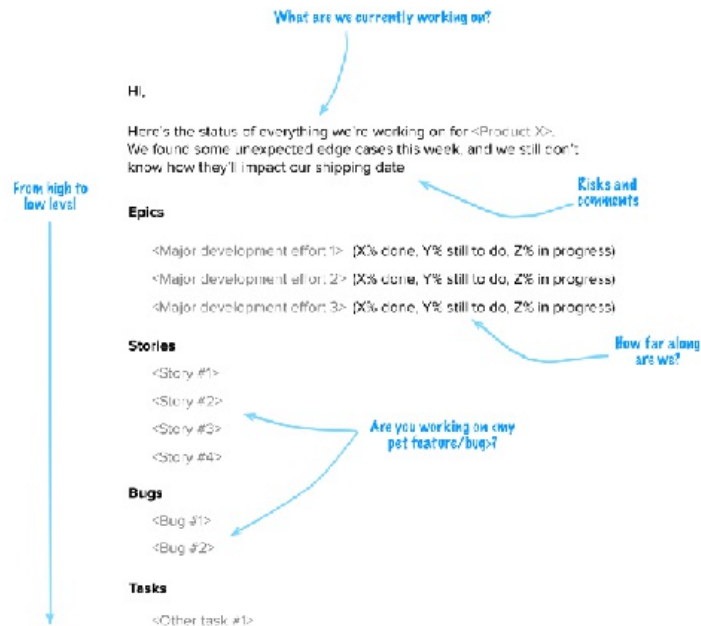 What are we currently working on?
Hi,
Here's the status of everything we're working on for <Product X>.
We found some unexpected edge cases this week, and we still don't
know how they'll impact our shipping date
From high to
low level
Risks and
comments
Epics
<Major development effort 1> (X% done, Y% still to do, Z% in progress)
<Major development effort 2> (X% done, Y% still to do, Z% in progress)
<Major development effort 3> (X% done, Y% still to do, Z% in progress)
How far along
are we?
Stories
<Story #1>
<Story #2>
<Story #3>
<Story #4>
Are you working on <my
pet feature/bug>?
Bugs
<Bug #1>
<Bug #2>
Tasks
<Other task #1>